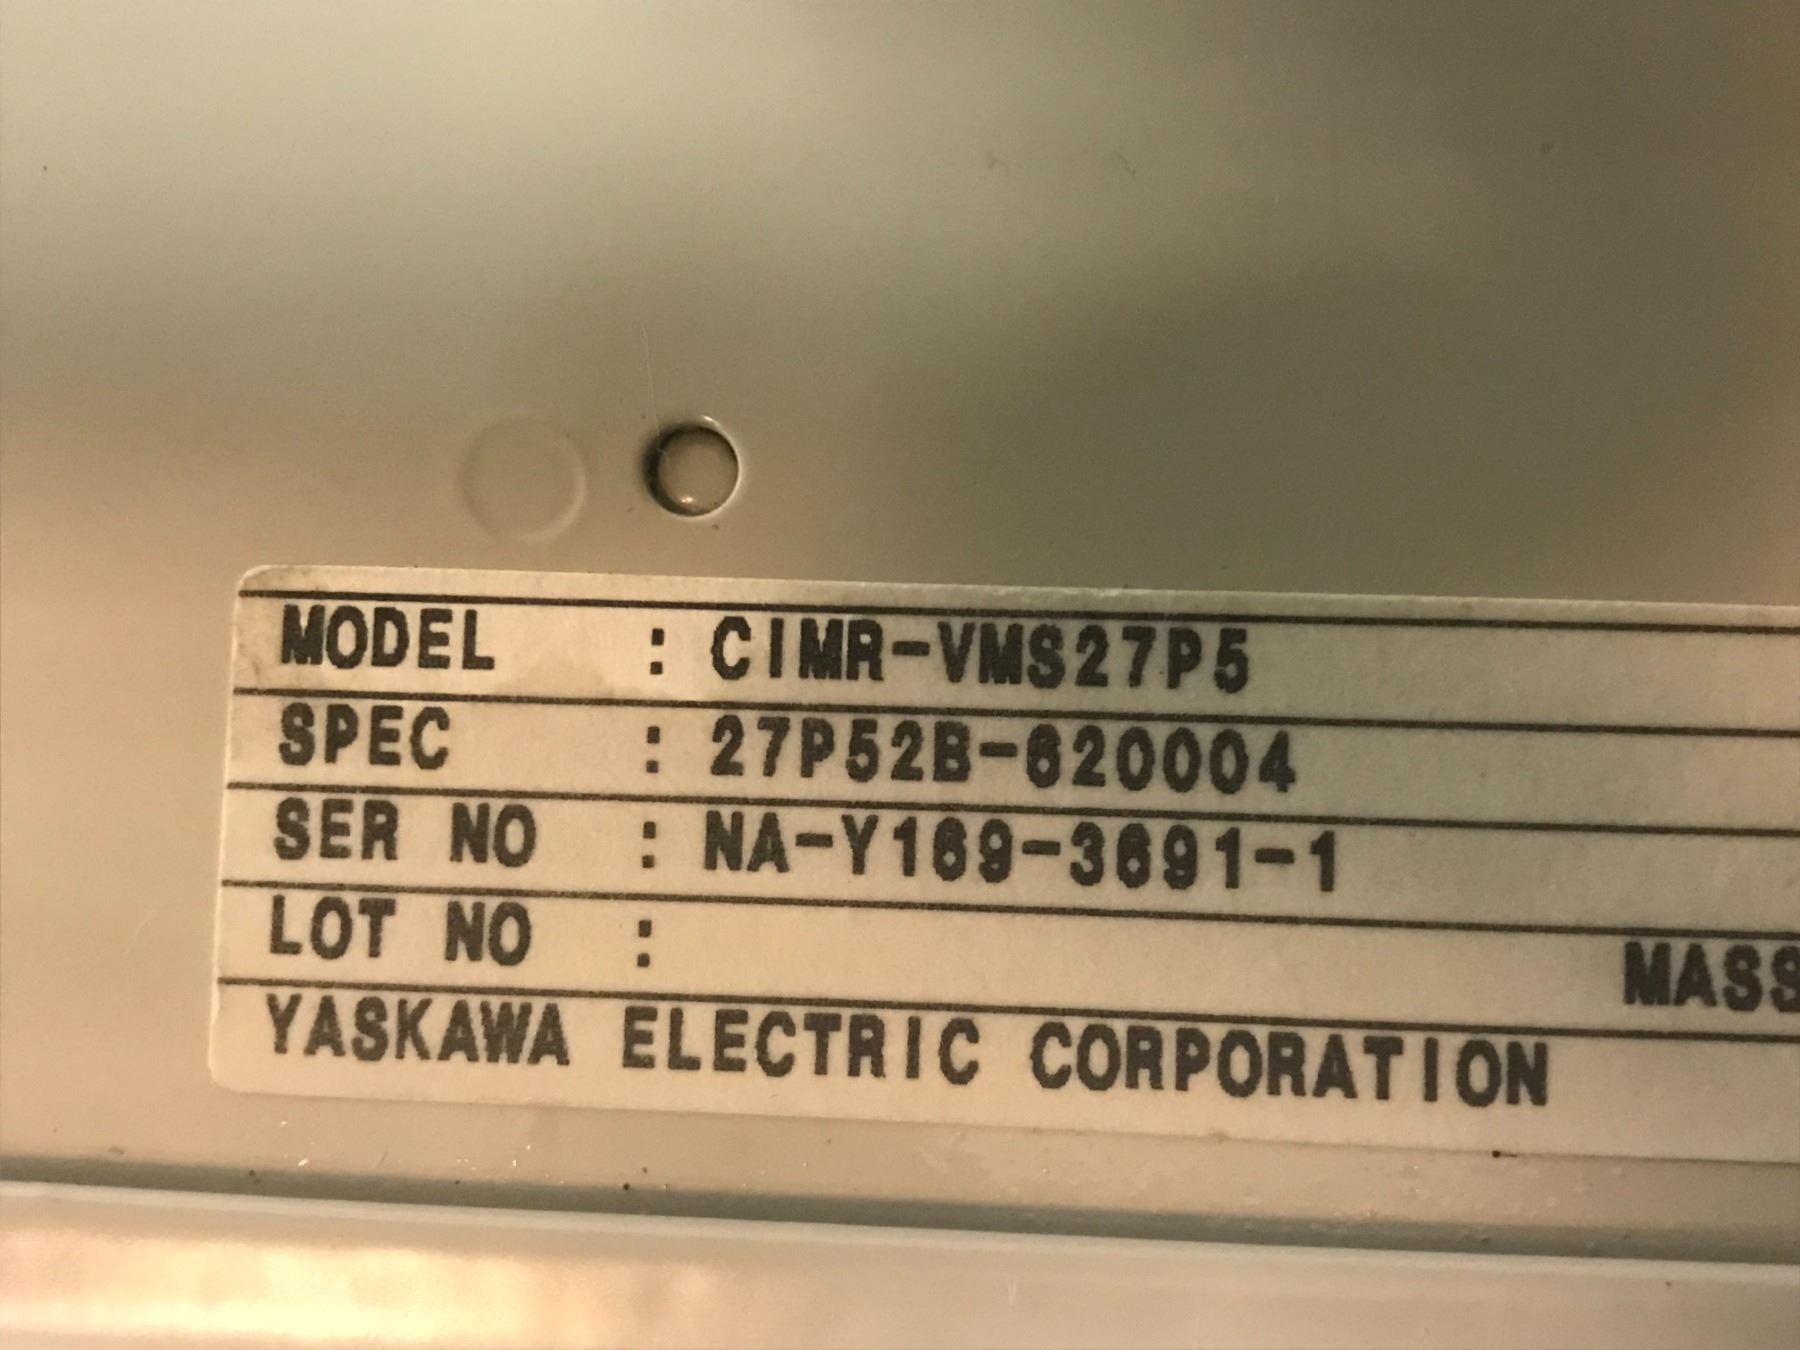 MODEL : CIMR-VMS27P5
SPEC : 27P52B-620004
SER NO : NA-Y169-3691-1
LOT NO : MASS
YASKAWA ELECTRIC CORPORATION